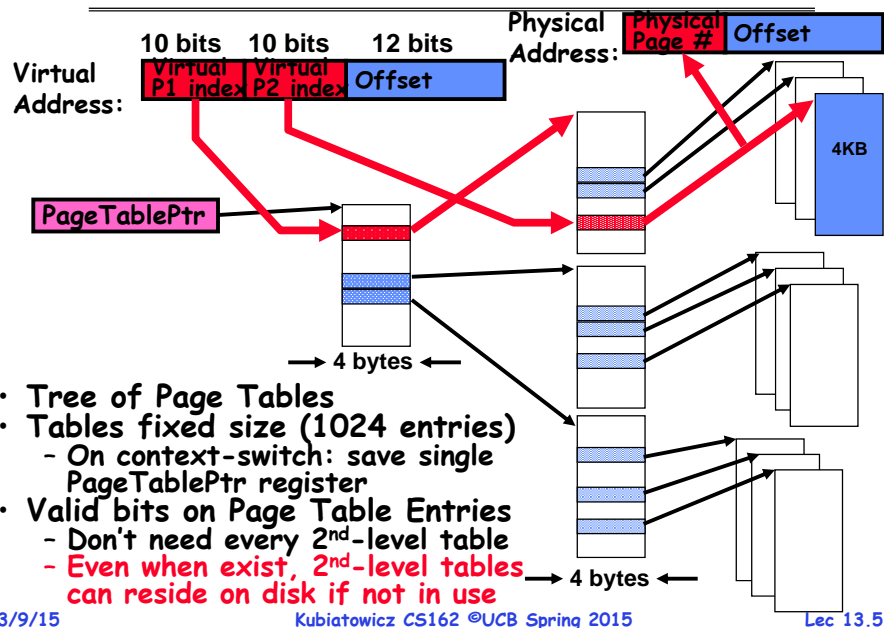 10 bits 10 bits 12 bits
Virtual Address:
Virtual P1 index
Virtual P2 index
Offset
Physical Address:
Physical Page #
Offset
4KB
PageTablePtr
4 bytes
• Tree of Page Tables
• Tables fixed size (1024 entries)
– On context-switch: save single
PageTablePtr register
• Valid bits on Page Table Entries
– Don't need every 2nd-level table
– Even when exist, 2nd-level tables
can reside on disk if not in use
4 bytes
3/9/15
Kubiatowicz CS162 ©UCB Spring 2015
Lec 13.5